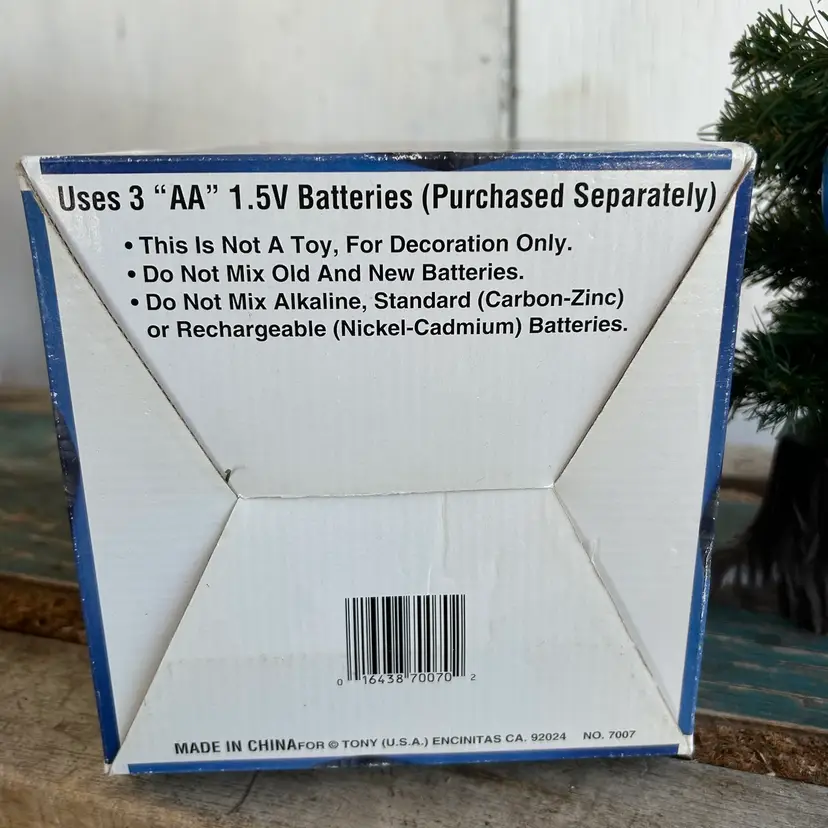 Uses 3 “AA” 1.5V Batteries (Purchased Separately)
• This Is Not A Toy, For Decoration Only.
• Do Not Mix Old And New Batteries.
• Do Not Mix Alkaline, Standard (Carbon-Zinc)
or Rechargeable (Nickel-Cadmium) Batteries.
0 16438 70070 2
MADE IN CHINA FOR © TONY (U.S.A.) ENCINITAS CA. 92024 NO. 7007